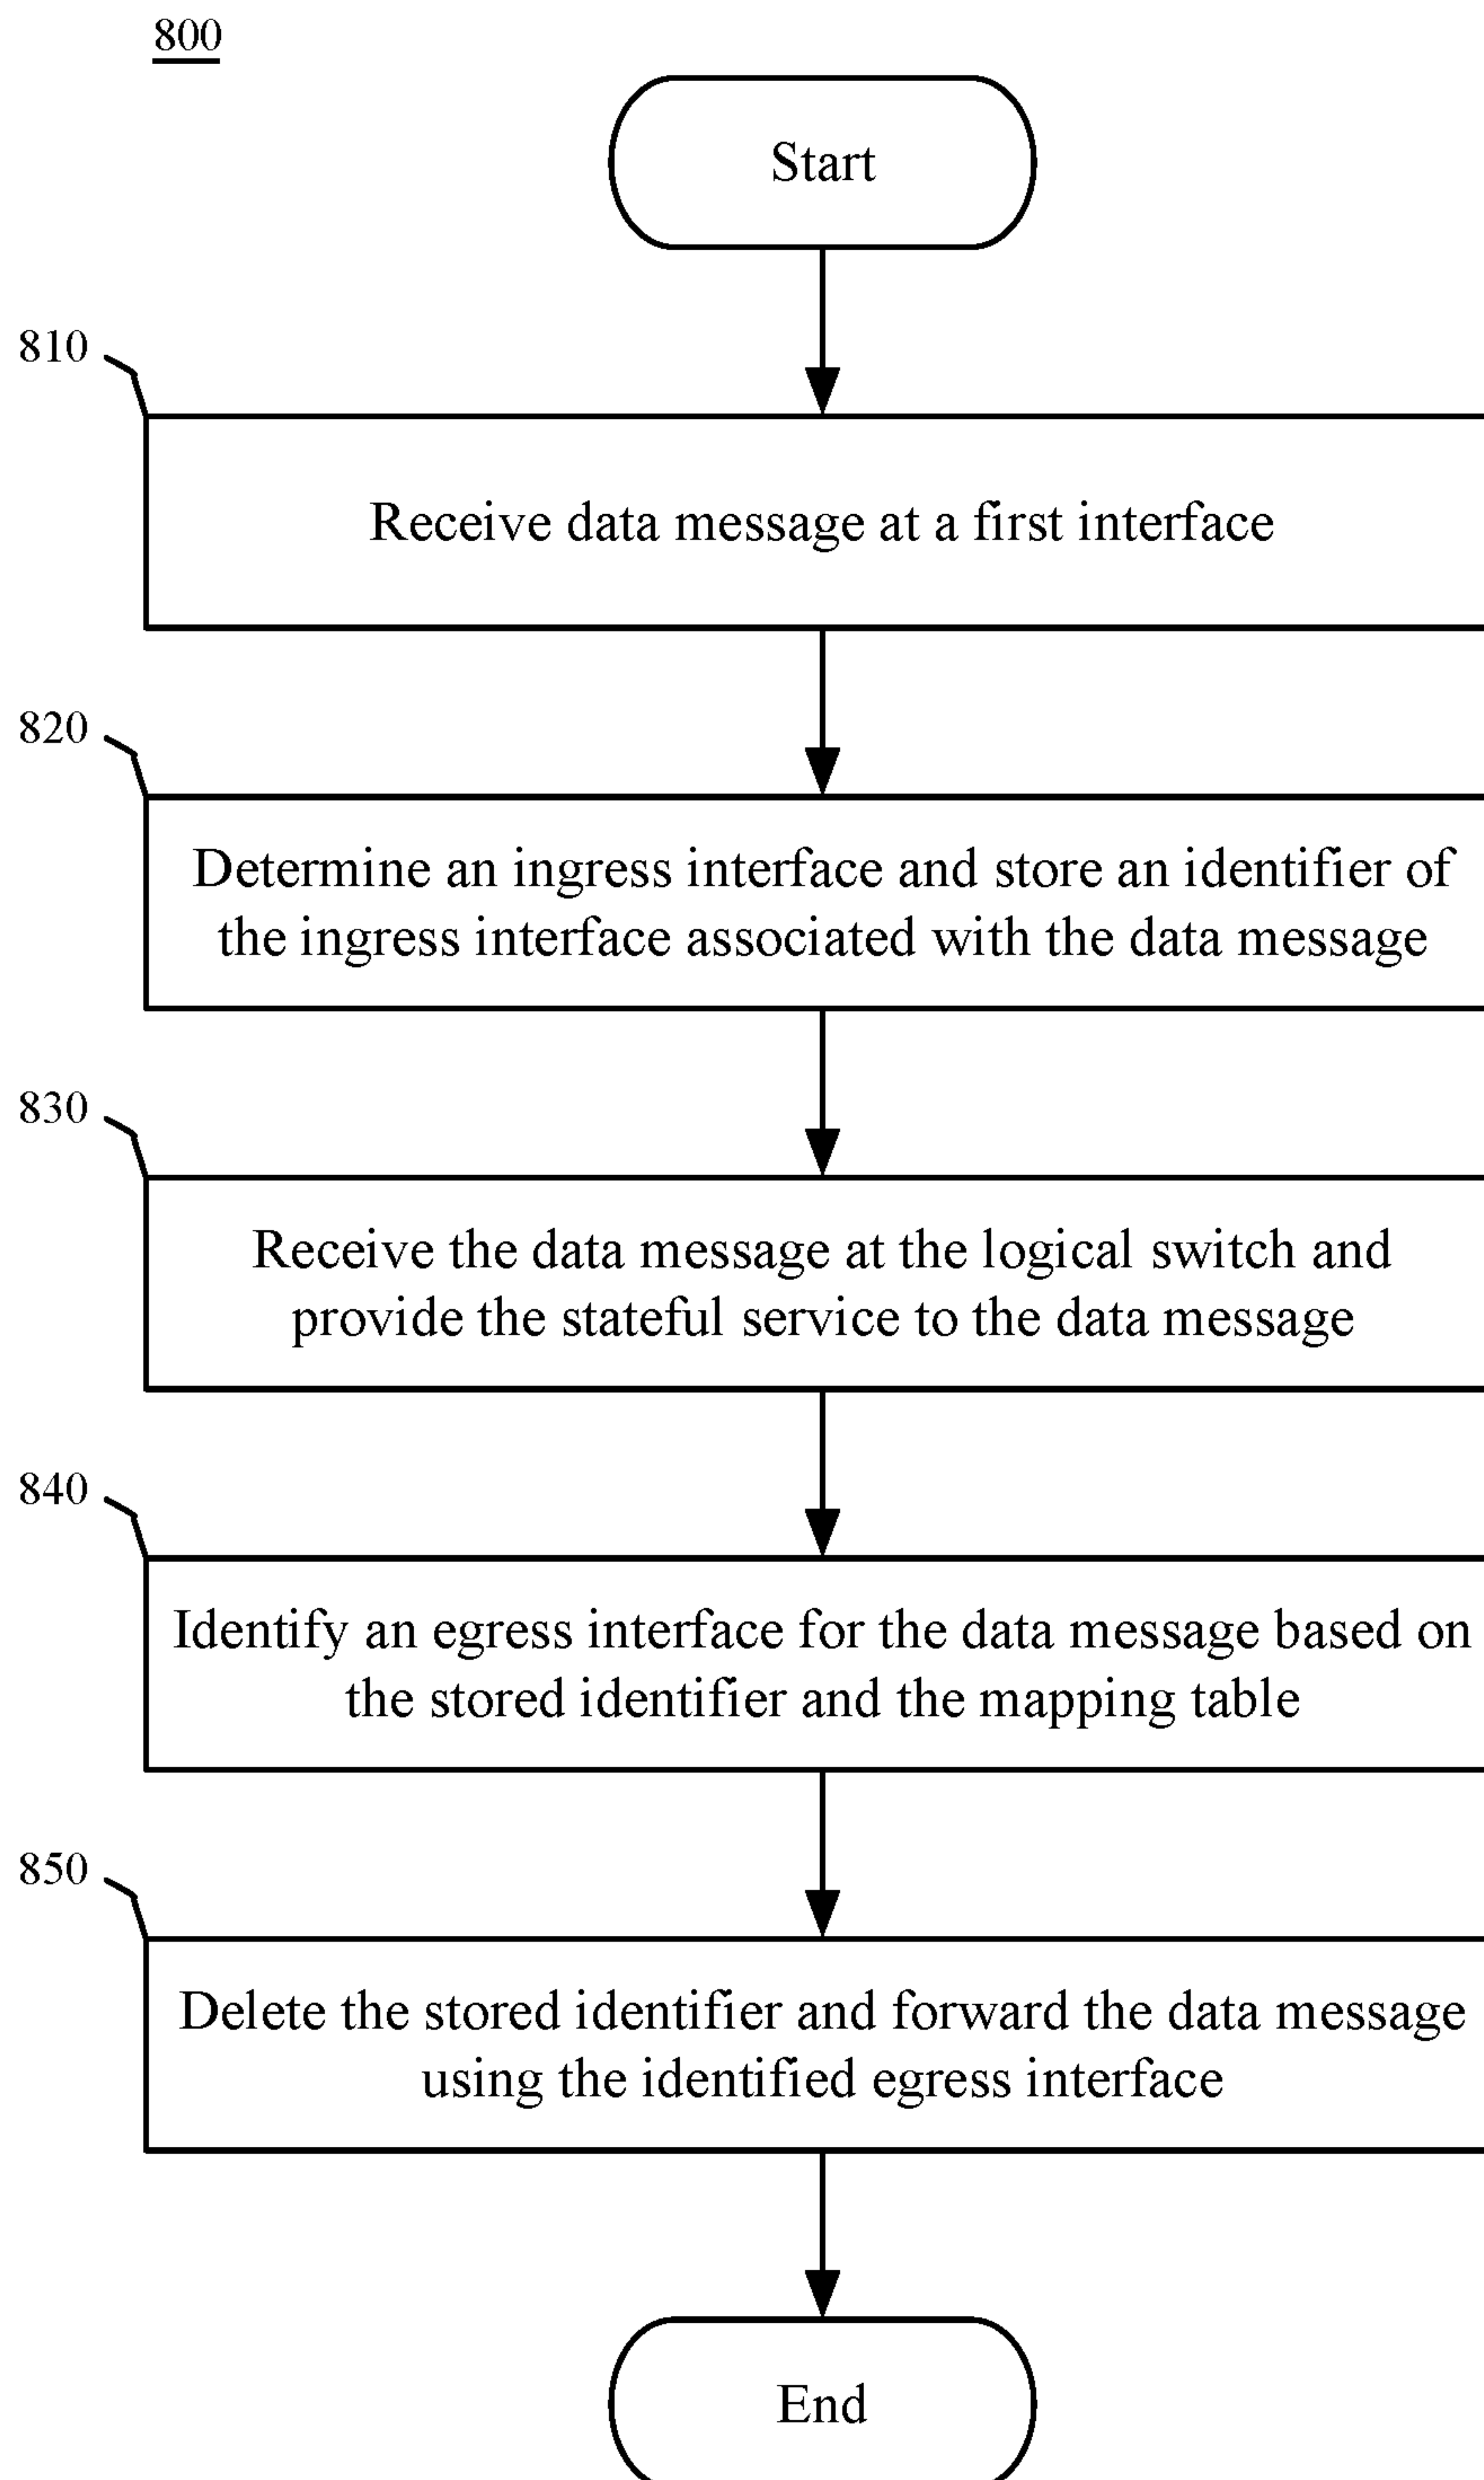 800
Start
810
Receive data message at a first interface
820
Determine an ingress interface and store an identifier of
the ingress interface associated with the data message
830
Receive the data message at the logical switch and
provide the stateful service to the data message
840
Identify an egress interface for the data message based on
the stored identifier and the mapping table
850
Delete the stored identifier and forward the data message
using the identified egress interface
End